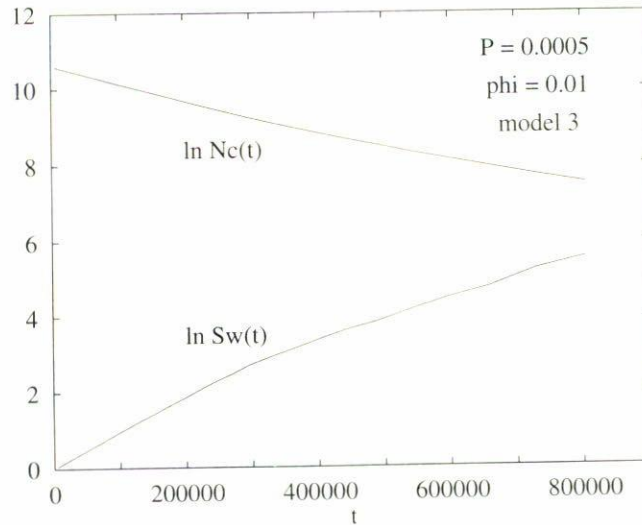 12
P = 0.0005
10
phi = 0.01
model 3
ln Nc(t)
8
6
4
ln Sw(t)
2
0
0 200000 400000 600000 800000
t